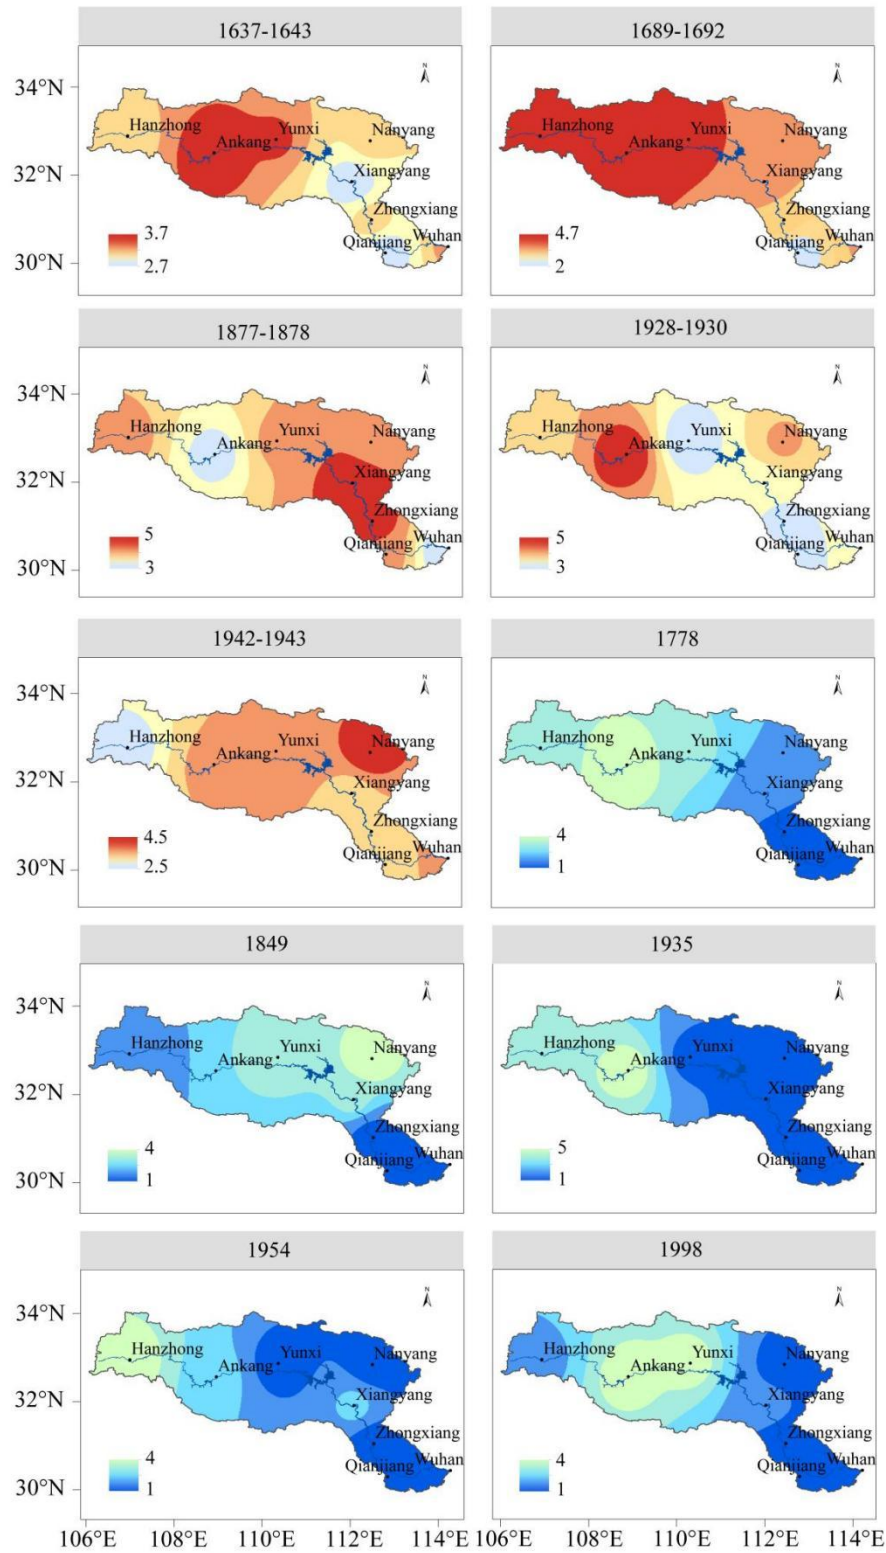 1637-1643
N
34°N
Hanzhong
Yunxi
Nanyang
Ankang
32°N
Xiangyang
Zhongxiang
3.7
Qianjiang
Wuhan
2.7
30°N
1689-1692
N
Hanzhong
Yunxi
Nanyang
Ankang
Xiangyang
Zhongxiang
4.7
Qianjiang
Wuhan
2
1877-1878
N
34°N
Hanzhong
Yunxi
Nanyang
Ankang
32°N
Xiangyang
Zhongxiang
5
Qianjiang
Wuhan
3
30°N
1928-1930
N
Hanzhong
Yunxi
Nanyang
Ankang
Xiangyang
Zhongxiang
5
Qianjiang
Wuhan
3
1942-1943
N
34°N
Hanzhong
Yunxi
Nanyang
Ankang
32°N
Xiangyang
Zhongxiang
4.5
Qianjiang
Wuhan
2.5
30°N
1778
N
Hanzhong
Yunxi
Nanyang
Ankang
Xiangyang
Zhongxiang
4
Qianjiang
Wuhan
1
1849
N
34°N
Hanzhong
Yunxi
Nanyang
Ankang
32°N
Xiangyang
Zhongxiang
4
Qianjiang
Wuhan
1
30°N
1935
N
Hanzhong
Yunxi
Nanyang
Ankang
Xiangyang
Zhongxiang
5
Qianjiang
Wuhan
1
1954
N
34°N
Hanzhong
Yunxi
Nanyang
Ankang
32°N
Xiangyang
Zhongxiang
4
Qianjiang
Wuhan
1
30°N
106°E 108°E 110°E 112°E 114°E
1998
N
Hanzhong
Yunxi
Nanyang
Ankang
Xiangyang
Zhongxiang
4
Qianjiang
Wuhan
1
106°E 108°E 110°E 112°E 114°E